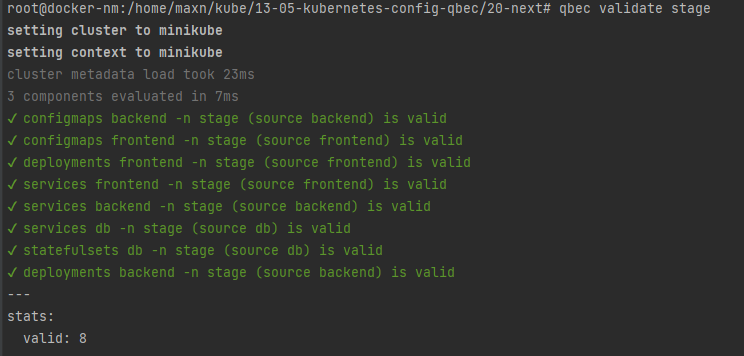 root@docker-nm:/home/maxn/kube/13-05-kubernetes-config-qbec/20-next# qbec validate stage
setting cluster to minikube
setting context to minikube
cluster metadata load took 23ms
3 components evaluated in 7ms
✓ configmaps backend -n stage (source backend) is valid
✓ configmaps frontend -n stage (source frontend) is valid
✓ deployments frontend -n stage (source frontend) is valid
✓ services frontend -n stage (source frontend) is valid
✓ services backend -n stage (source backend) is valid
✓ services db -n stage (source db) is valid
✓ statefulsets db -n stage (source db) is valid
✓ deployments backend -n stage (source backend) is valid
---
stats:
  valid: 8